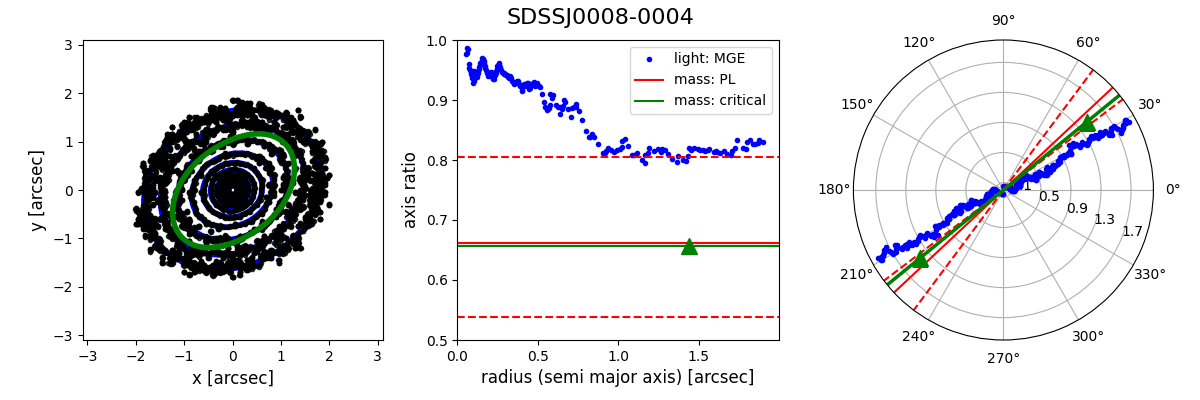 SDSSJ0008-0004
3
2
1
0
−1
−2
−3
y [arcsec]
−3 −2 −1 0 1 2 3
x [arcsec]
1.0
0.9
0.8
0.7
0.6
0.5
axis ratio
0.0 0.5 1.0 1.5
radius (semi major axis) [arcsec]
light: MGE
mass: PL
mass: critical
90°
120° 60°
150° 30°
180° 0°
0.5
0.9
1.3
1.7
210° 330°
240° 300°
270°